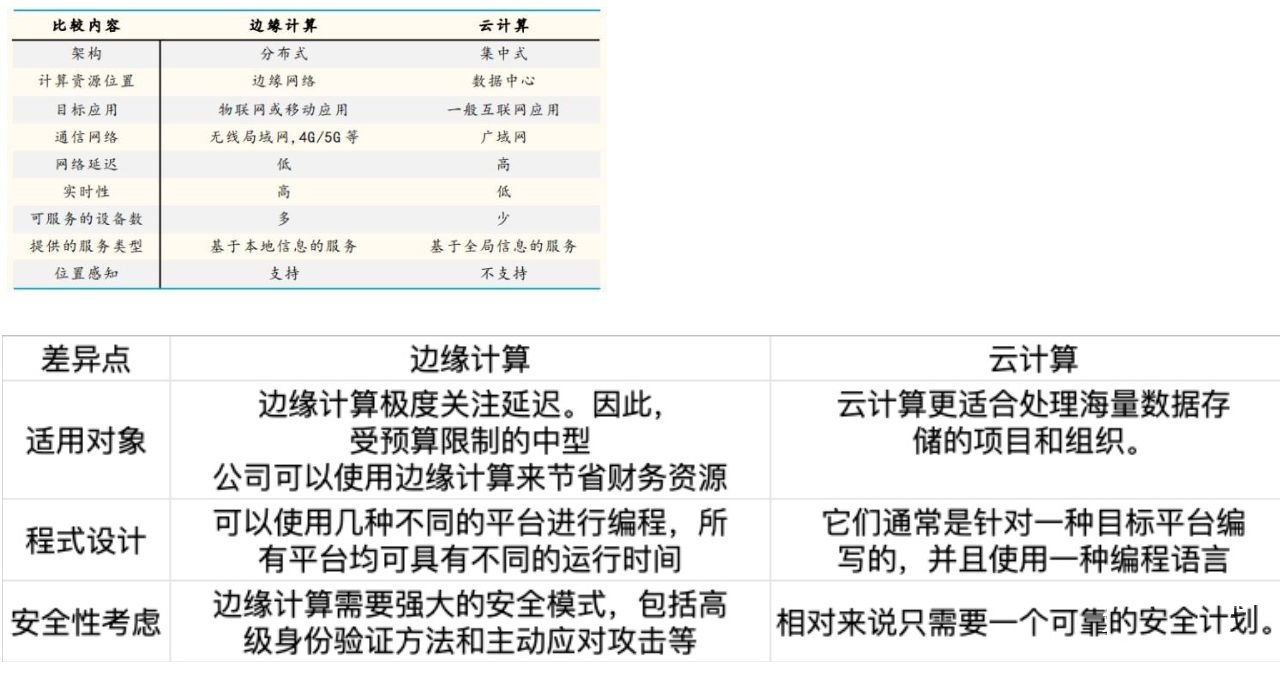 比较内容 边缘计算 云计算
架构 分布式 集中式
计算资源位置 边缘网络 数据中心
目标应用 物联网或移动应用 一般互联网应用
通信网络 无线局域网,4G/5G 等 广域网
网络延迟 低 高
实时性 高 低
可服务的设备数 多 少
提供的服务类型 基于本地信息的服务 基于全局信息的服务
位置感知 支持 不支持
差异点 边缘计算 云计算
适用对象
边缘计算极度关注延迟。因此,
受预算限制的中型
公司可以使用边缘计算来节省财务资源
云计算更适合处理海量数据存
储的项目和组织。
程式设计
可以使用几种不同的平台进行编程，所
有平台均可具有不同的运行时间
它们通常是针对一种目标平台编
写的，并且使用一种编程语言
安全性考虑
边缘计算需要强大的安全模式，包括高
级身份验证方法和主动应对攻击等
相对来说只需要一个可靠的安全计划。